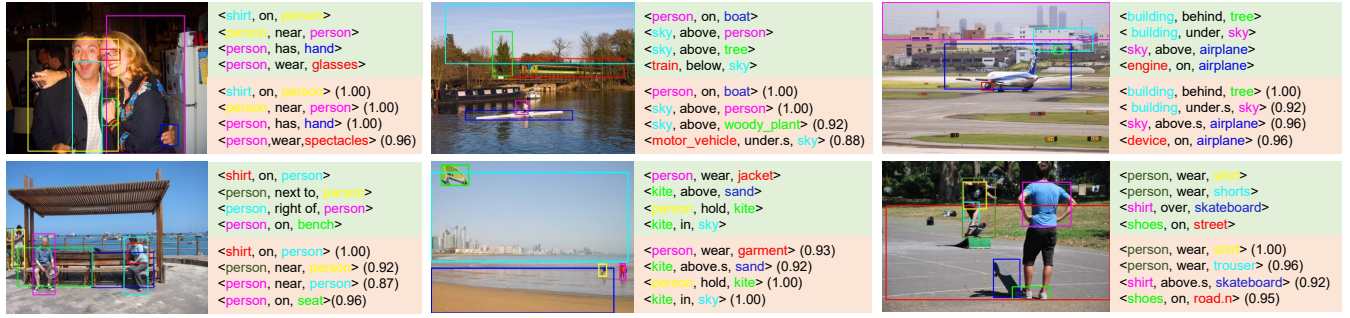 <shirt, on, person>
<person, near, person>
<person, has, hand>
<person, wear, glasses>
<shirt, on, person> (1.00)
<person, near, person> (1.00)
<person, has, hand> (1.00)
<person,wear,spectacles> (0.96)
<person, on, boat>
<sky, above, person>
<sky, above, tree>
<train, below, sky>
<person, on, boat> (1.00)
<sky, above, person> (1.00)
<sky, above, woody_plant> (0.92)
<motor_vehicle, under.s, sky> (0.88)
<building, behind, tree>
< building, under, sky>
<sky, above, airplane>
<engine, on, airplane>
<building, behind, tree> (1.00)
< building, under.s, sky> (0.92)
<sky, above.s, airplane> (0.96)
<device, on, airplane> (0.96)
<shirt, on, person>
<person, next to, person>
<person, right of, person>
<person, on, bench>
<shirt, on, person> (1.00)
<person, near, person> (0.92)
<person, near, person> (0.87)
<person, on, seat>(0.96)
<person, wear, jacket>
<kite, above, sand>
<person, hold, kite>
<kite, in, sky>
<person, wear, garment> (0.93)
<kite, above.s, sand> (0.92)
<person, hold, kite> (1.00)
<kite, in, sky> (1.00)
<person, wear, shirt>
<person, wear, shorts>
<shirt, over, skateboard>
<shoes, on, street>
<person, wear, shirt> (1.00)
<person, wear, trouser> (0.96)
<shirt, above.s, skateboard> (0.92)
<shoes, on, road.n> (0.95)